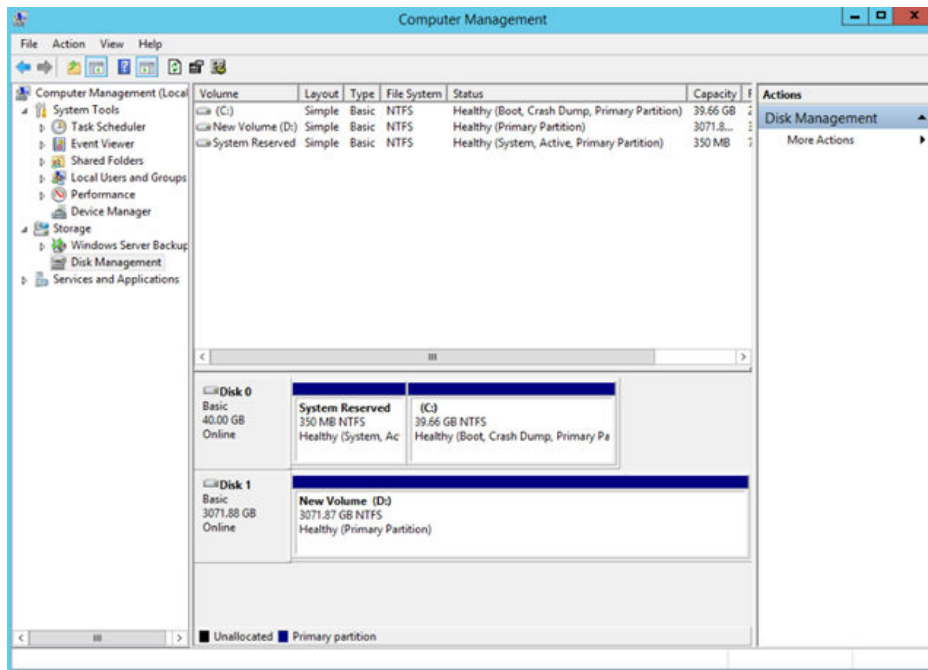 Computer Management
File Action View Help
Computer Management (Local
System Tools
Task Scheduler
Event Viewer
Shared Folders
Local Users and Groups
Performance
Device Manager
Storage
Windows Server Backup
Disk Management
Services and Applications
Volume Layout Type File System Status Capacity F
(C:) Simple Basic NTFS Healthy (Boot, Crash Dump, Primary Partition) 39.66 GB
New Volume (D:) Simple Basic NTFS Healthy (Primary Partition) 3071.8...
System Reserved Simple Basic NTFS Healthy (System, Active, Primary Partition) 350 MB
Disk 0
Basic
40.00 GB
Online
System Reserved
350 MB NTFS
Healthy (System, Ac
(C:)
39.66 GB NTFS
Healthy (Boot, Crash Dump, Primary Pa
Disk 1
Basic
3071.88 GB
Online
New Volume (D:)
3071.87 GB NTFS
Healthy (Primary Partition)
Unallocated Primary partition
Actions
Disk Management
More Actions